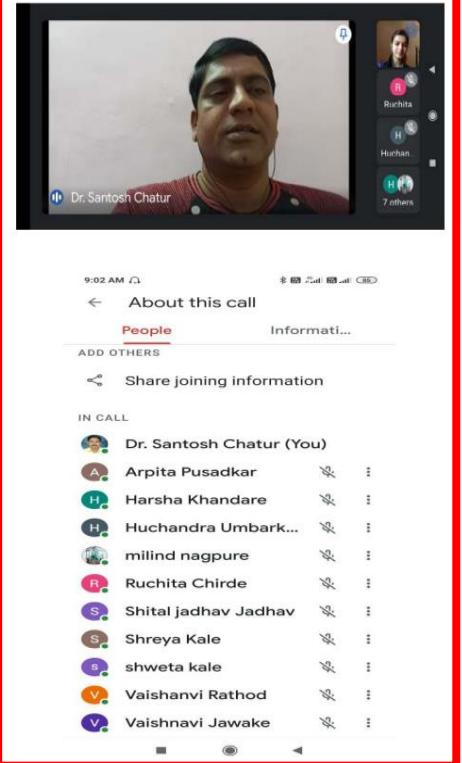 R
Ruchita
H
Huchan...
H
7 others
Dr. Santosh Chatur
9:02 AM
85
About this call
People Informati...
ADD OTHERS
Share joining information
IN CALL
Dr. Santosh Chatur (You)
A Arpita Pusadkar
H Harsha Khandare
H Huchandra Umbark...
milind nagpure
R Ruchita Chirde
S Shital jadhav Jadhav
S Shreya Kale
s shweta kale
V Vaishanvi Rathod
V Vaishnavi Jawake